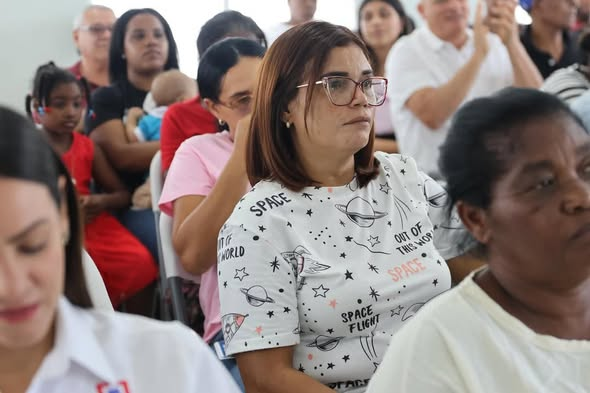 SPACE
OUT OF
THIS
WORLD
OUT OF
THIS WORLD
SPACE
SPACE
FLIGHT
SPACE